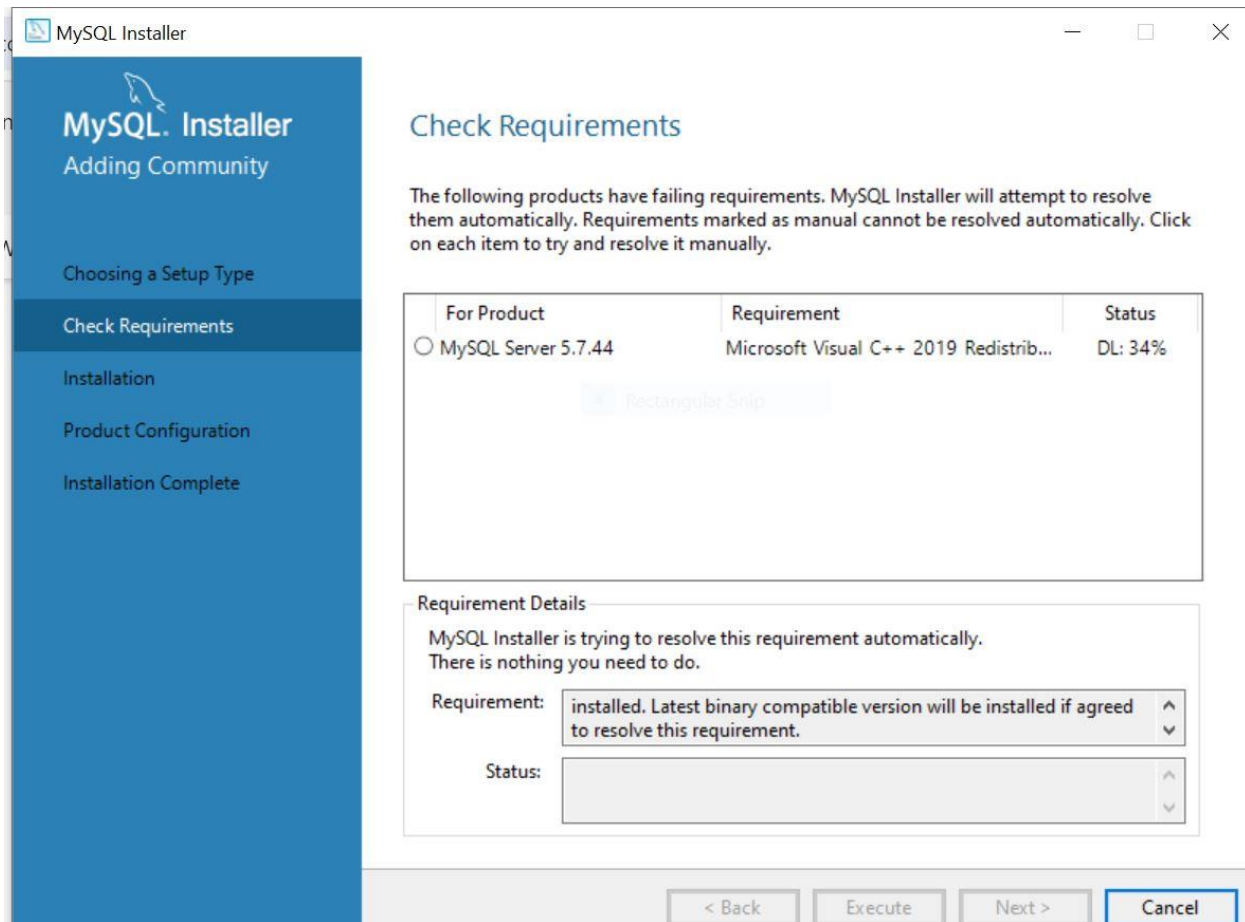 MySQL Installer
MySQL. Installer
Adding Community
Choosing a Setup Type
Check Requirements
Installation
Product Configuration
Installation Complete
Check Requirements
The following products have failing requirements. MySQL Installer will attempt to resolve
them automatically. Requirements marked as manual cannot be resolved automatically. Click
on each item to try and resolve it manually.
For Product Requirement Status
MySQL Server 5.7.44 Microsoft Visual C++ 2019 Redistrib... DL: 34%
Rectangular Snip
Requirement Details
MySQL Installer is trying to resolve this requirement automatically.
There is nothing you need to do.
Requirement: installed. Latest binary compatible version will be installed if agreed
to resolve this requirement.
Status:
< Back Execute Next > Cancel